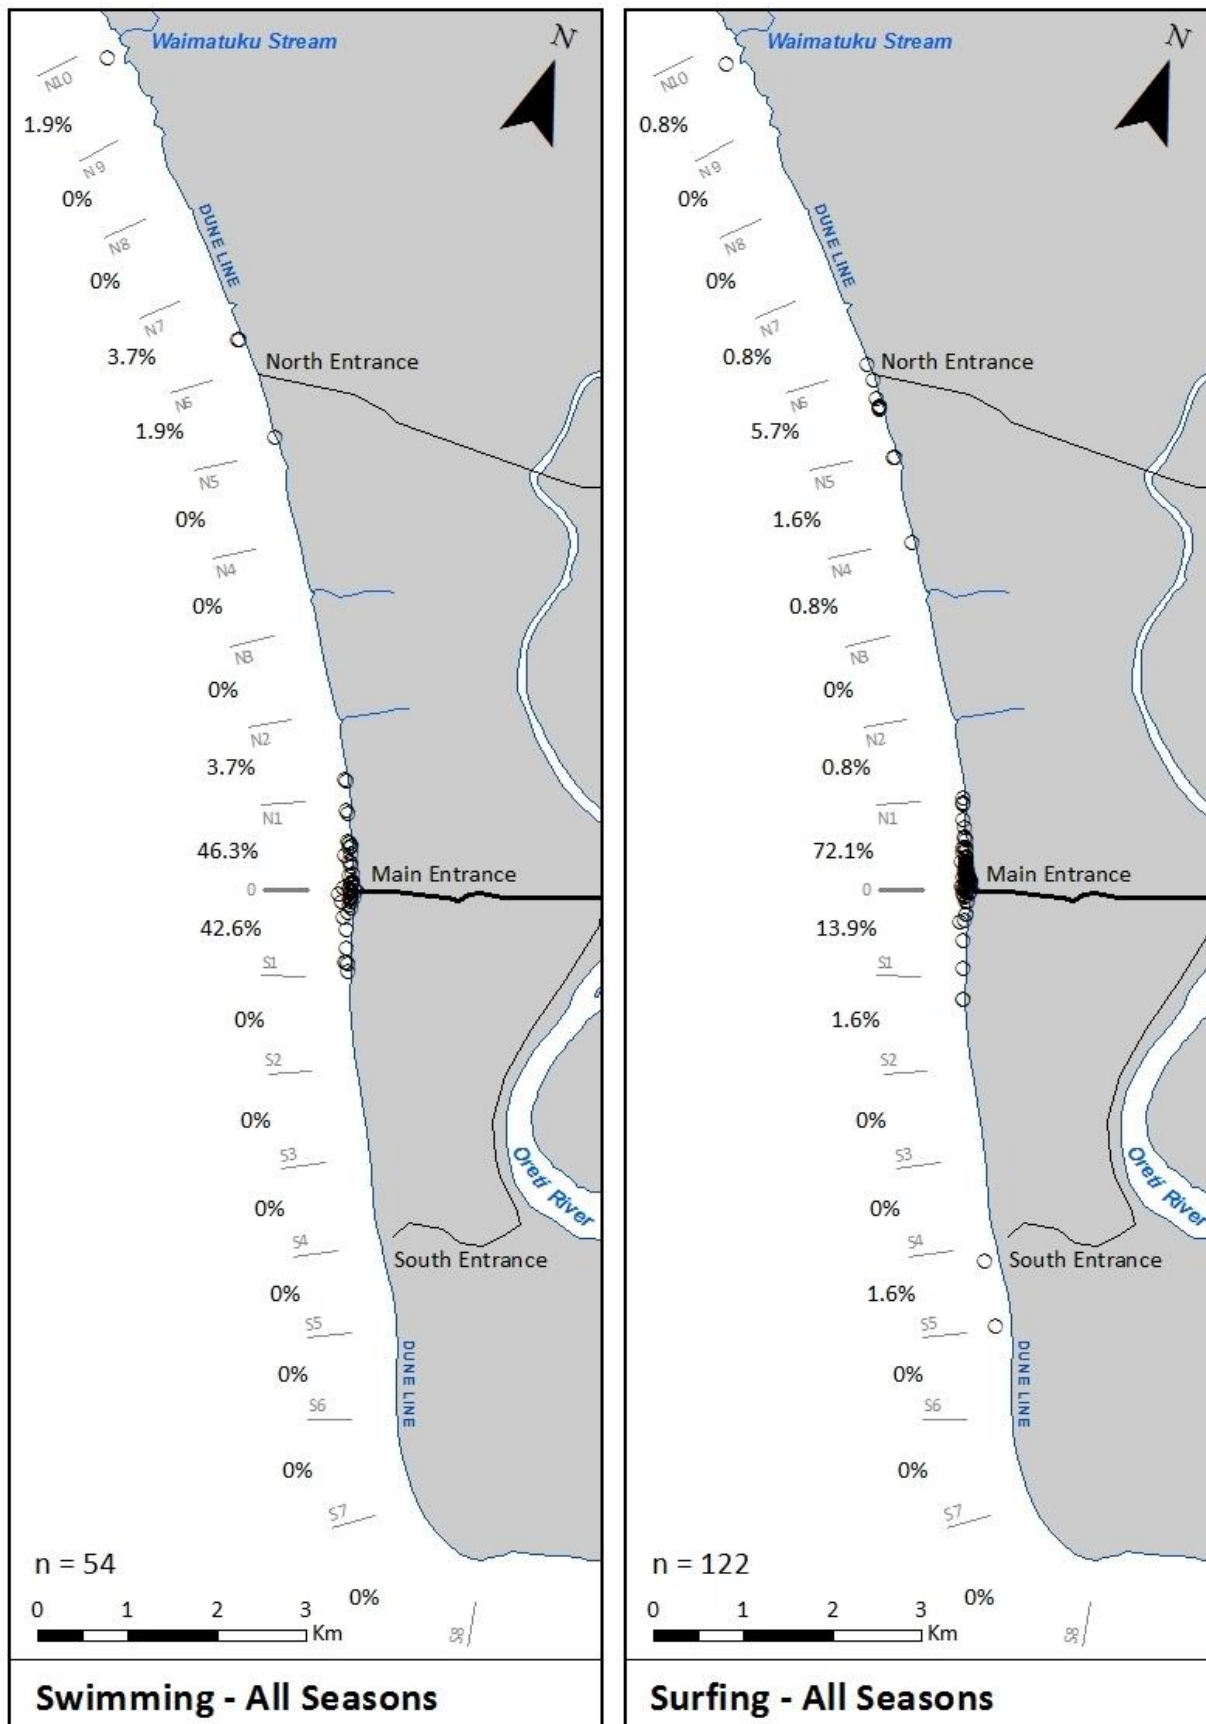 Waimatuku Stream
N
N10
1.9%
N9
0%
N8
0%
DUNE LINE
N7
3.7%
North Entrance
N6
1.9%
N5
0%
N4
0%
N3
0%
N2
3.7%
N1
46.3%
Main Entrance
0
42.6%
S1
0%
S2
0%
S3
Oreti River
0%
S4
South Entrance
0%
S5
DUNE LINE
0%
S6
0%
S7
n = 54
0%
0 1 2 3
Km
S8
Swimming - All Seasons
Waimatuku Stream
N
N10
0.8%
N9
0%
N8
0%
DUNE LINE
N7
0.8%
North Entrance
N6
5.7%
N5
1.6%
N4
0.8%
N3
0%
N2
0.8%
N1
72.1%
Main Entrance
0
13.9%
S1
1.6%
S2
0%
S3
Oreti River
0%
S4
South Entrance
1.6%
S5
DUNE LINE
0%
S6
0%
S7
n = 122
0%
0 1 2 3
Km
S8
Surfing - All Seasons